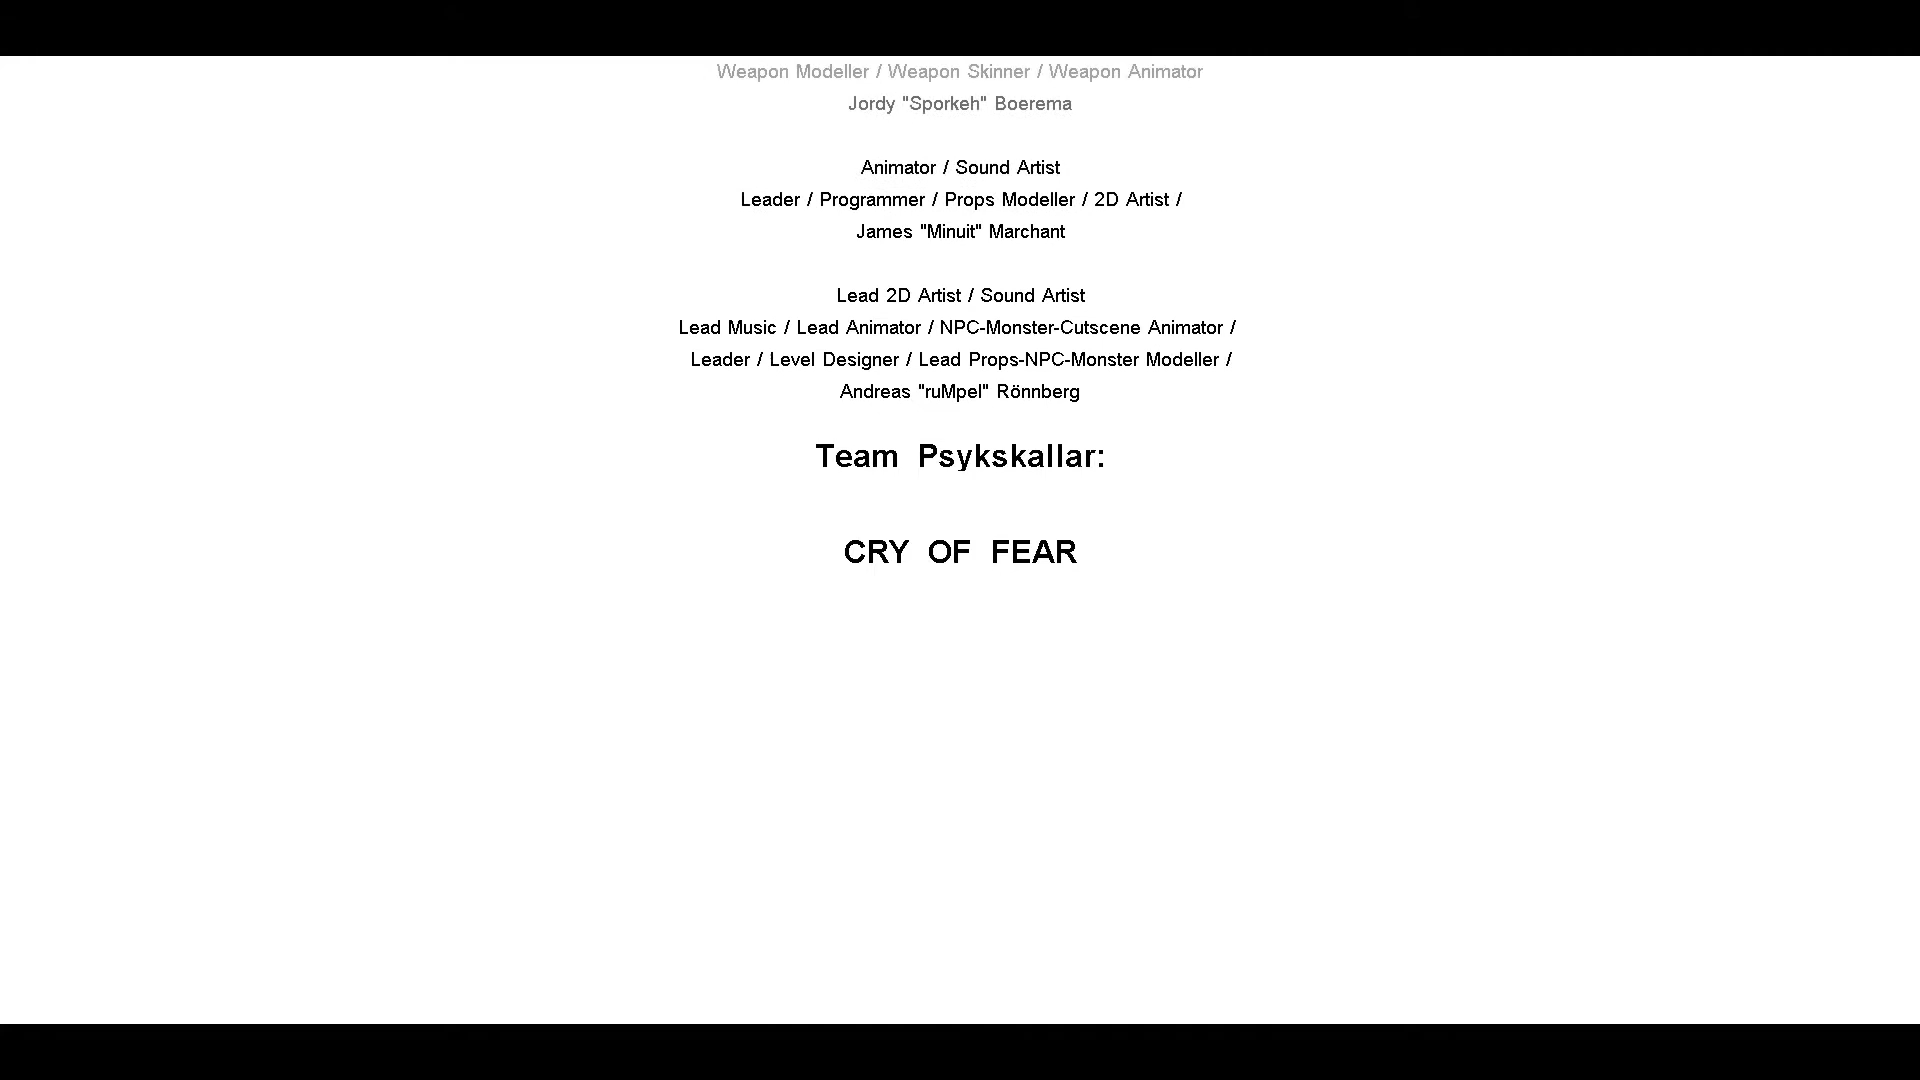 Weapon Modeller / Weapon Skinner / Weapon Animator
Jordy "Sporkeh" Boerema
Animator / Sound Artist
Leader / Programmer / Props Modeller / 2D Artist /
James "Minuit" Marchant
Lead 2D Artist / Sound Artist
Lead Music / Lead Animator / NPC-Monster-Cutscene Animator /
Leader / Level Designer / Lead Props-NPC-Monster Modeller /
Andreas "ruMpel" Rönnberg
Team Psykskallar:
CRY OF FEAR